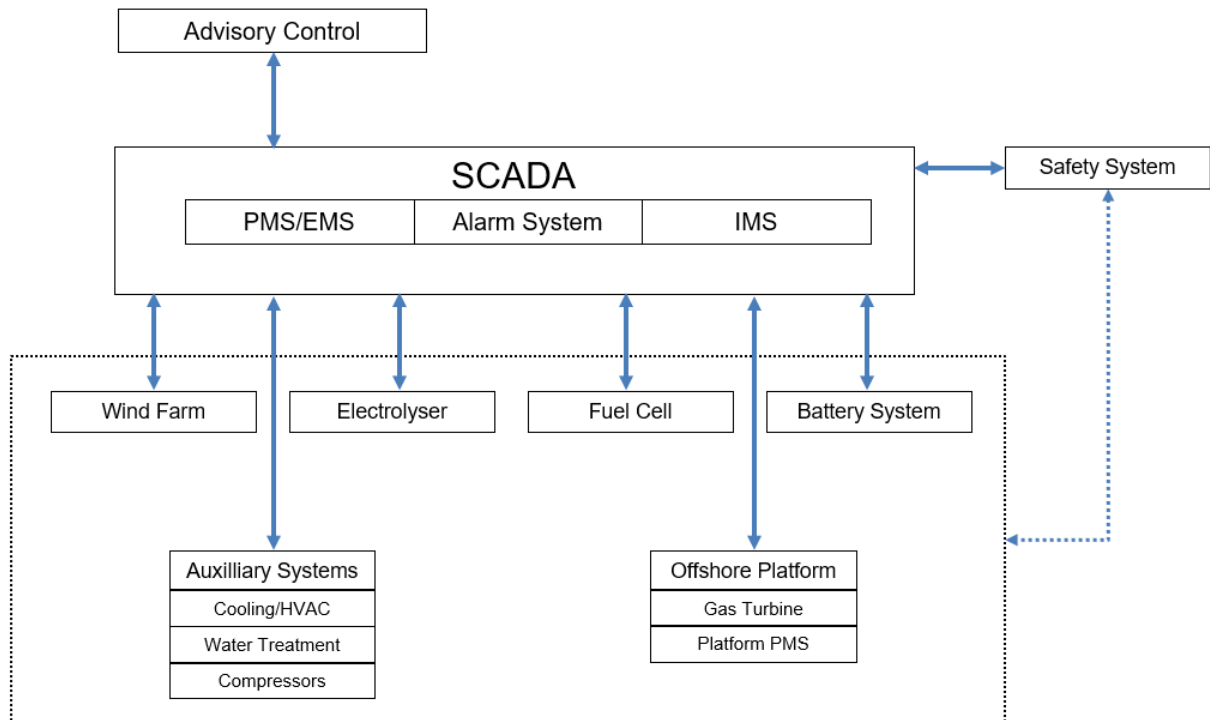 Advisory Control
SCADA
Safety System
PMS/EMS
Alarm System
IMS
Wind Farm
Electrolyser
Fuel Cell
Battery System
Auxilliary Systems
Cooling/HVAC
Water Treatment
Compressors
Offshore Platform
Gas Turbine
Platform PMS